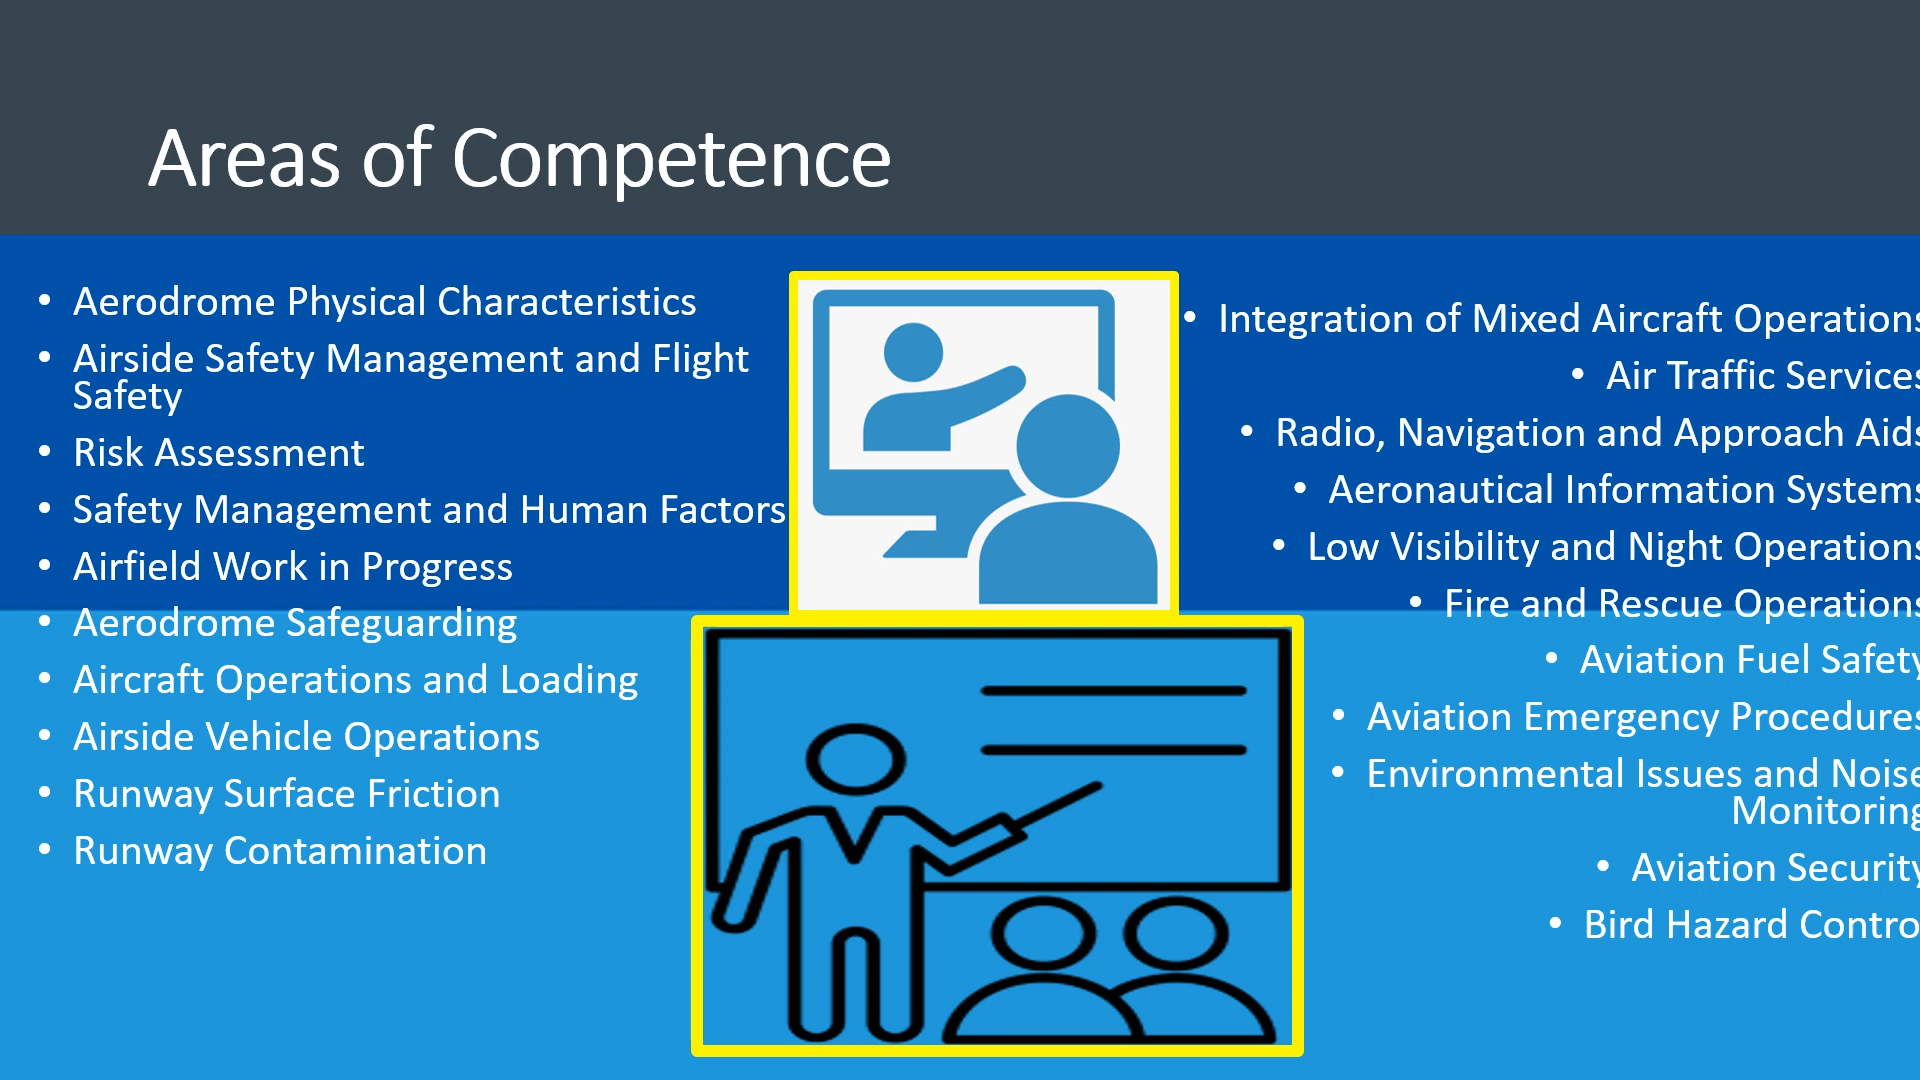 Areas of Competence
• Aerodrome Physical Characteristics
• Airside Safety Management and Flight
Safety
• Risk Assessment
• Safety Management and Human Factors
• Airfield Work in Progress
• Aerodrome Safeguarding
• Aircraft Operations and Loading
• Airside Vehicle Operations
• Runway Surface Friction
• Runway Contamination
• Integration of Mixed Aircraft Operations
• Air Traffic Services
• Radio, Navigation and Approach Aids
• Aeronautical Information Systems
• Low Visibility and Night Operations
• Fire and Rescue Operations
• Aviation Fuel Safety
• Aviation Emergency Procedures
• Environmental Issues and Noise
Monitoring
• Aviation Security
• Bird Hazard Contro